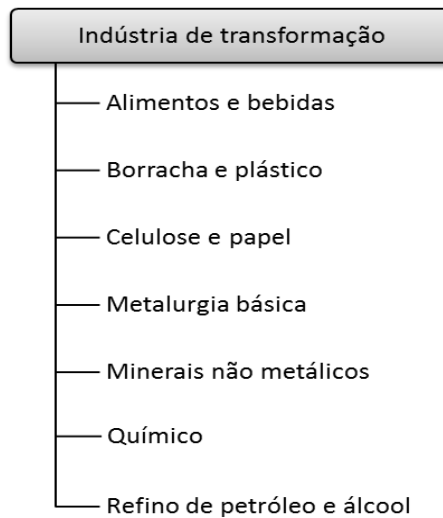 Indústria de transformação
Alimentos e bebidas
Borracha e plástico
Celulose e papel
Metalurgia básica
Minerais não metálicos
Químico
Refino de petróleo e álcool